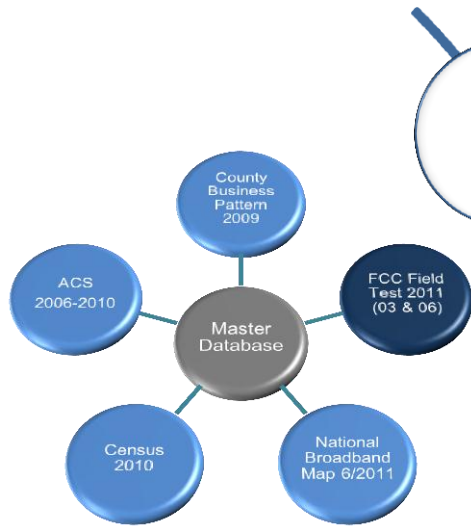 County
Business
Pattern
2009
ACS
2006-2010
FCC Field
Test 2011
(03 & 06)
Master
Database
Census
2010
National
Broadband
Map 6/2011